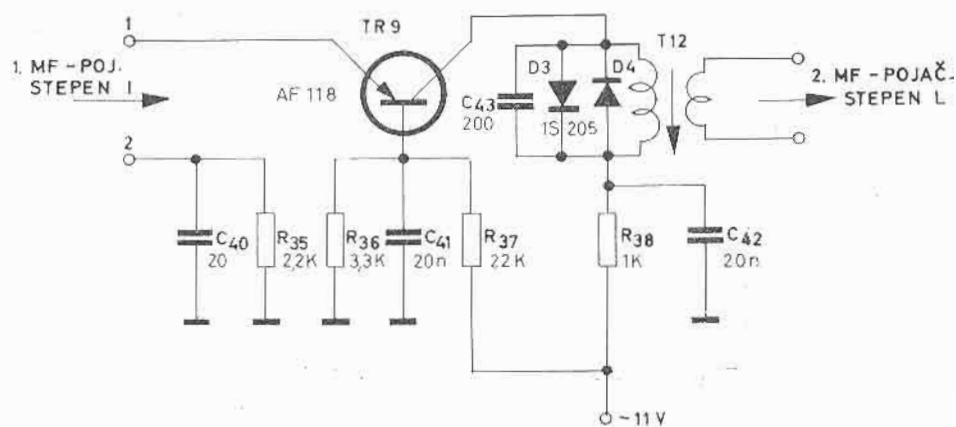 TR 9
1
1. MF - POJ.
STEPEN I
AF 118
2
C40
20
R35
2,2K
R36
3,3K
C41
20n
R37
22K
C43
200
D3
D4
1S 205
T12
2. MF - POJAČ.
STEPEN L
R38
1K
C42
20n
-11V